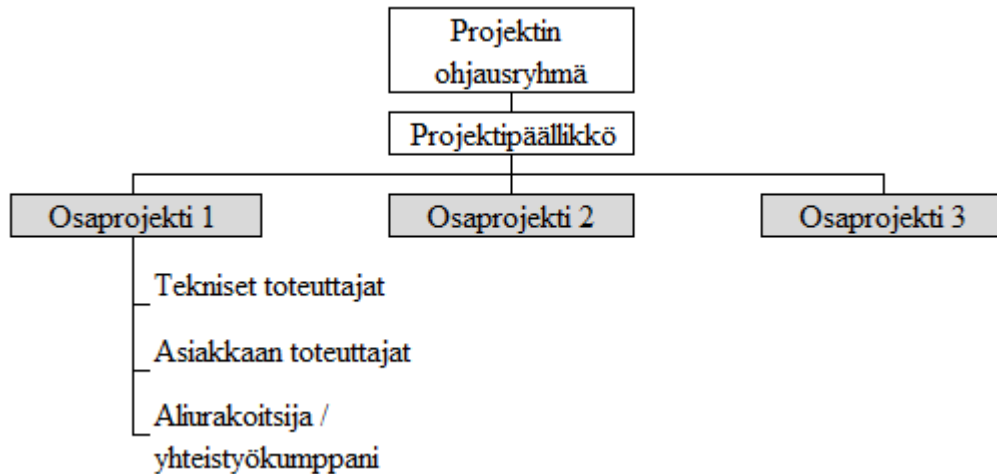 Projektin
ohjausryhmä
Projektipäällikkö
Osaprojekti 1
Osaprojekti 2
Osaprojekti 3
Tekniset toteuttajat
Asiakkaan toteuttajat
Aliurakoitsija /
yhteistyökumppani